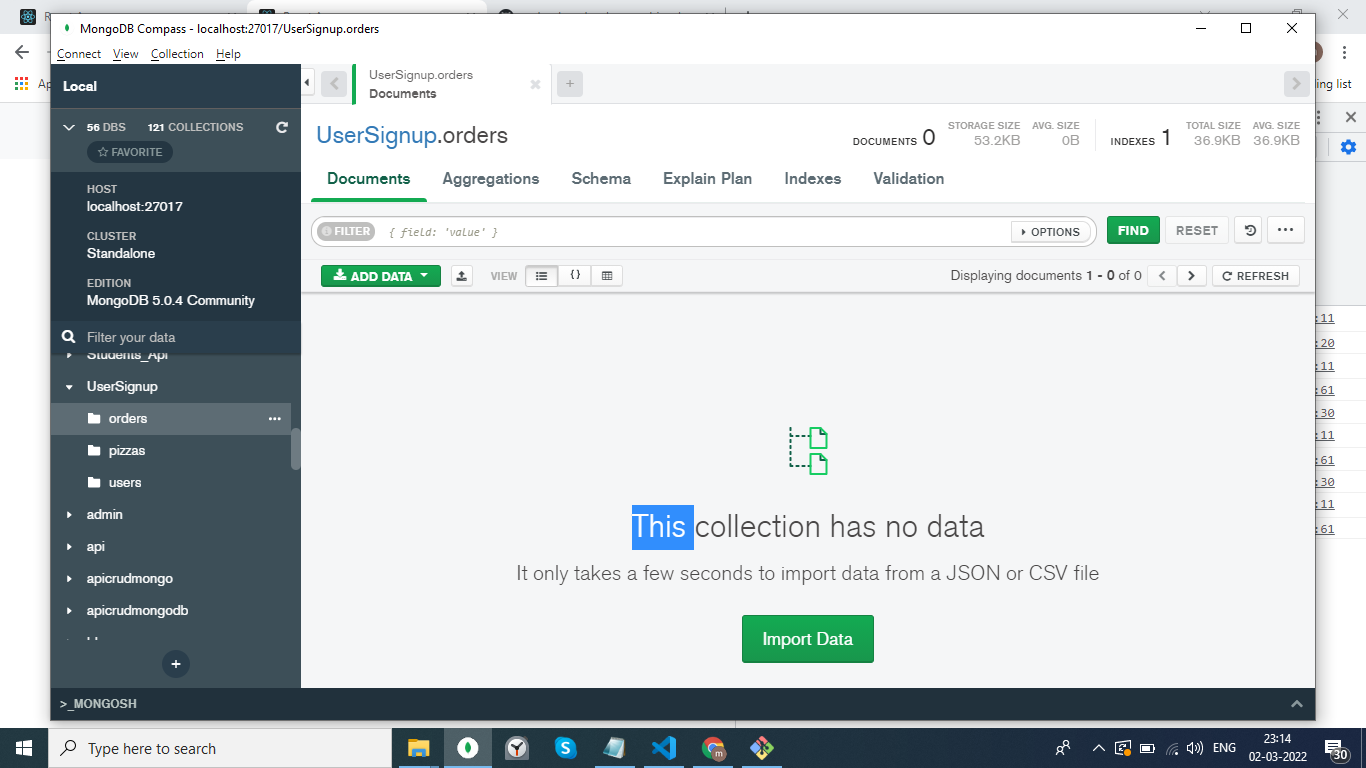 MongoDB Compass - localhost:27017/UserSignup.orders
Connect View Collection Help
Local
56 DBS 121 COLLECTIONS
FAVORITE
HOST
localhost:27017
CLUSTER
Standalone
EDITION
MongoDB 5.0.4 Community
Filter your data
Students_Api
UserSignup
orders
pizzas
users
admin
api
apicrudmongo
apicrudmongodb
UserSignup.orders
Documents
UserSignup.orders
DOCUMENTS 0
STORAGE SIZE
53.2KB
AVG. SIZE
0B
INDEXES 1
TOTAL SIZE
36.9KB
AVG. SIZE
36.9KB
Documents Aggregations Schema Explain Plan Indexes Validation
FILTER { field: 'value' } OPTIONS FIND RESET
ADD DATA VIEW {} Displaying documents 1 - 0 of 0 REFRESH
This collection has no data
It only takes a few seconds to import data from a JSON or CSV file
Import Data
>_MONGOSH
ing list
:11
:20
:11
:61
:30
:11
:61
:30
:11
:61
Type here to search
ENG
23:14
02-03-2022
30